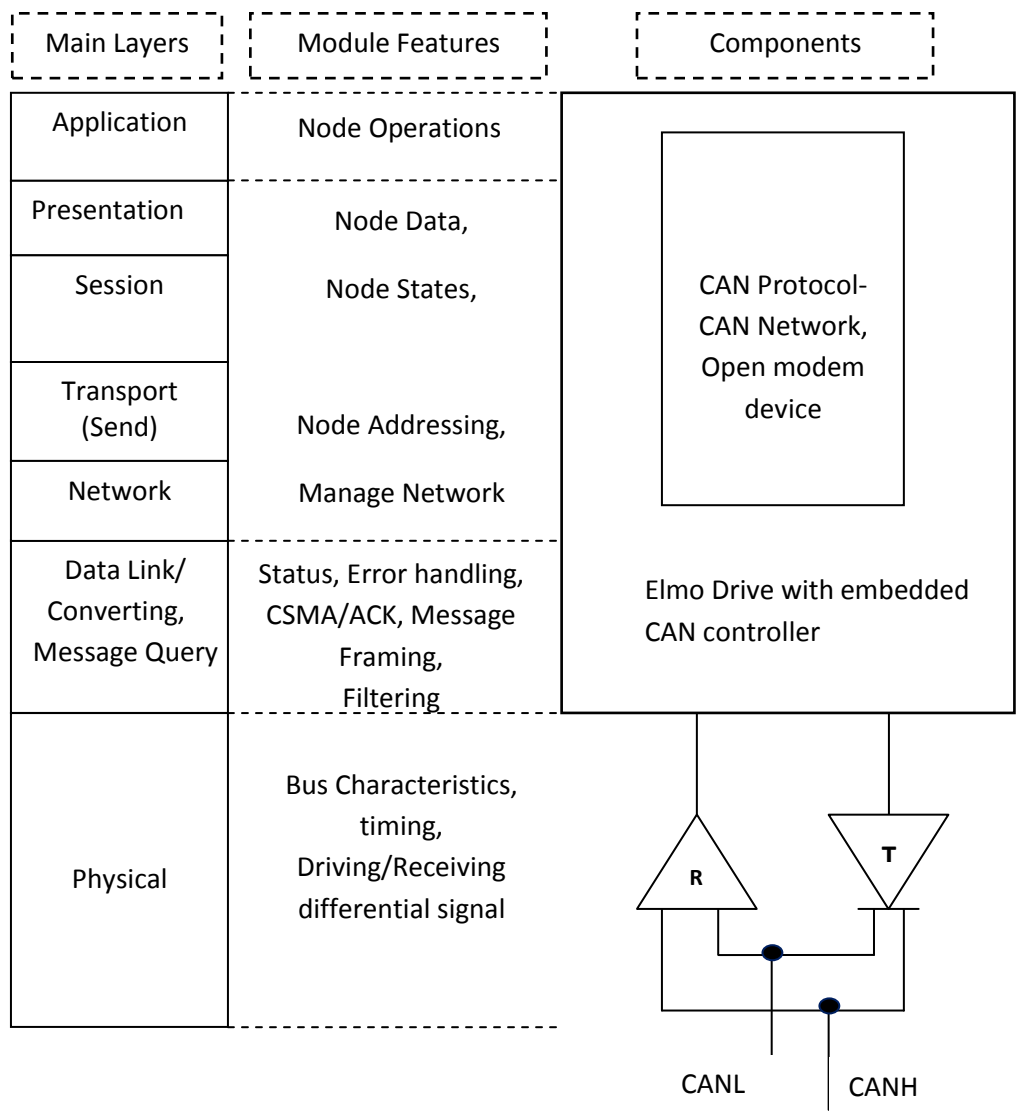 Main Layers
Module Features
Components
Application
Node Operations
Presentation
Node Data,
Session
Node States,
CAN Protocol-
CAN Network,
Open modem
device
Transport
(Send)
Node Addressing,
Network
Manage Network
Data Link/
Converting,
Message Query
Status, Error handling,
CSMA/ACK, Message
Framing,
Filtering
Elmo Drive with embedded
CAN controller
Physical
Bus Characteristics,
timing,
Driving/Receiving
differential signal
R
T
CANL
CANH